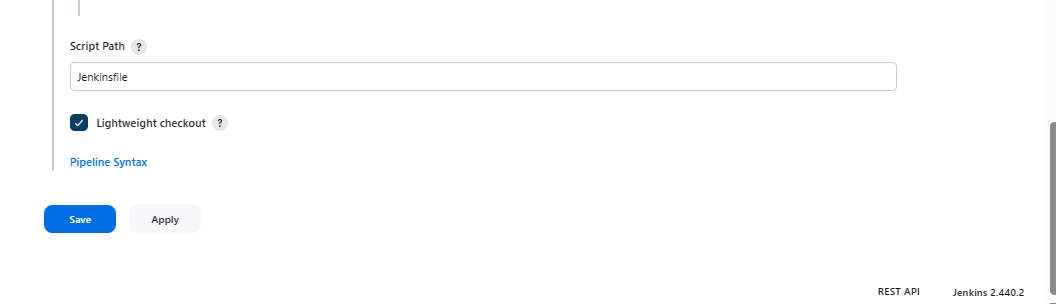 Script Path ?
Jenkinsfile
Lightweight checkout ?
Pipeline Syntax
Save Apply
REST API Jenkins 2.440.2